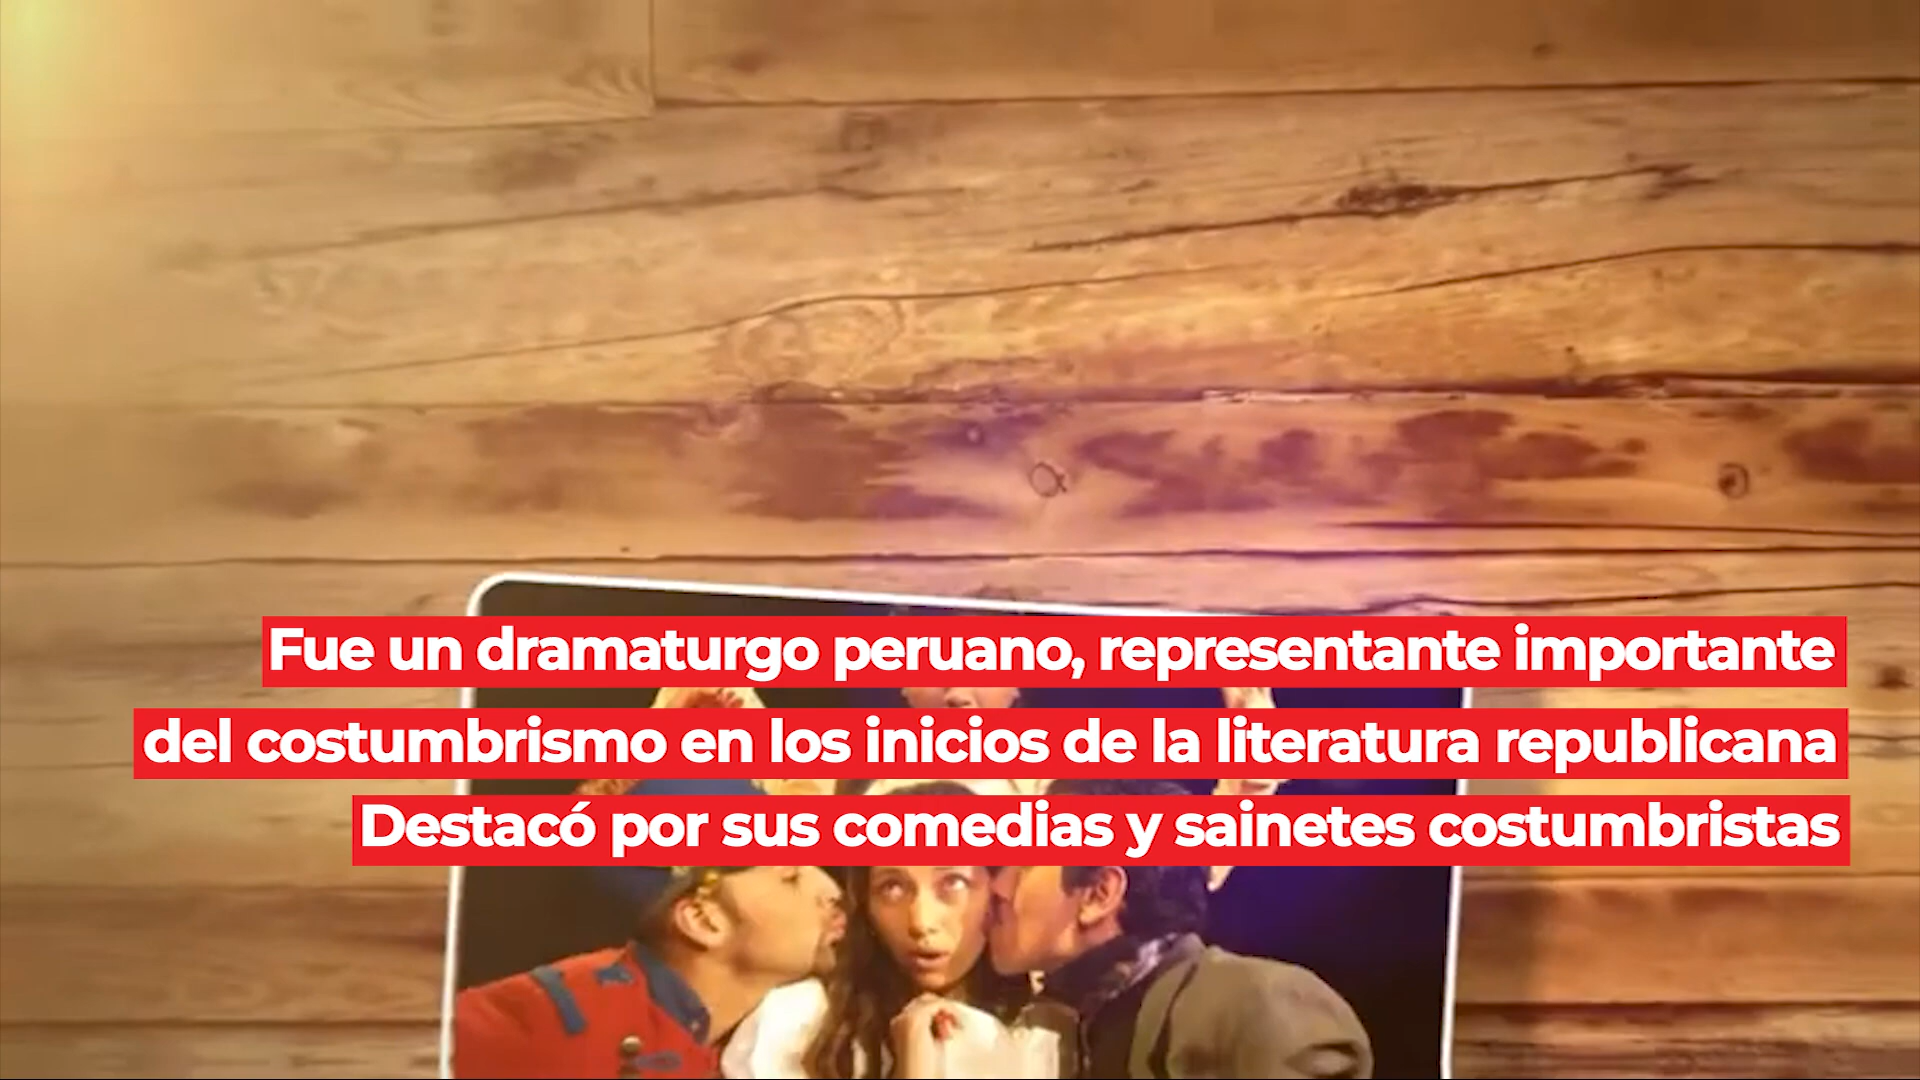 Fue un dramaturgo peruano, representante importante
del costumbrismo en los inicios de la literatura republicana
Destacó por sus comedias y sainetes costumbristas